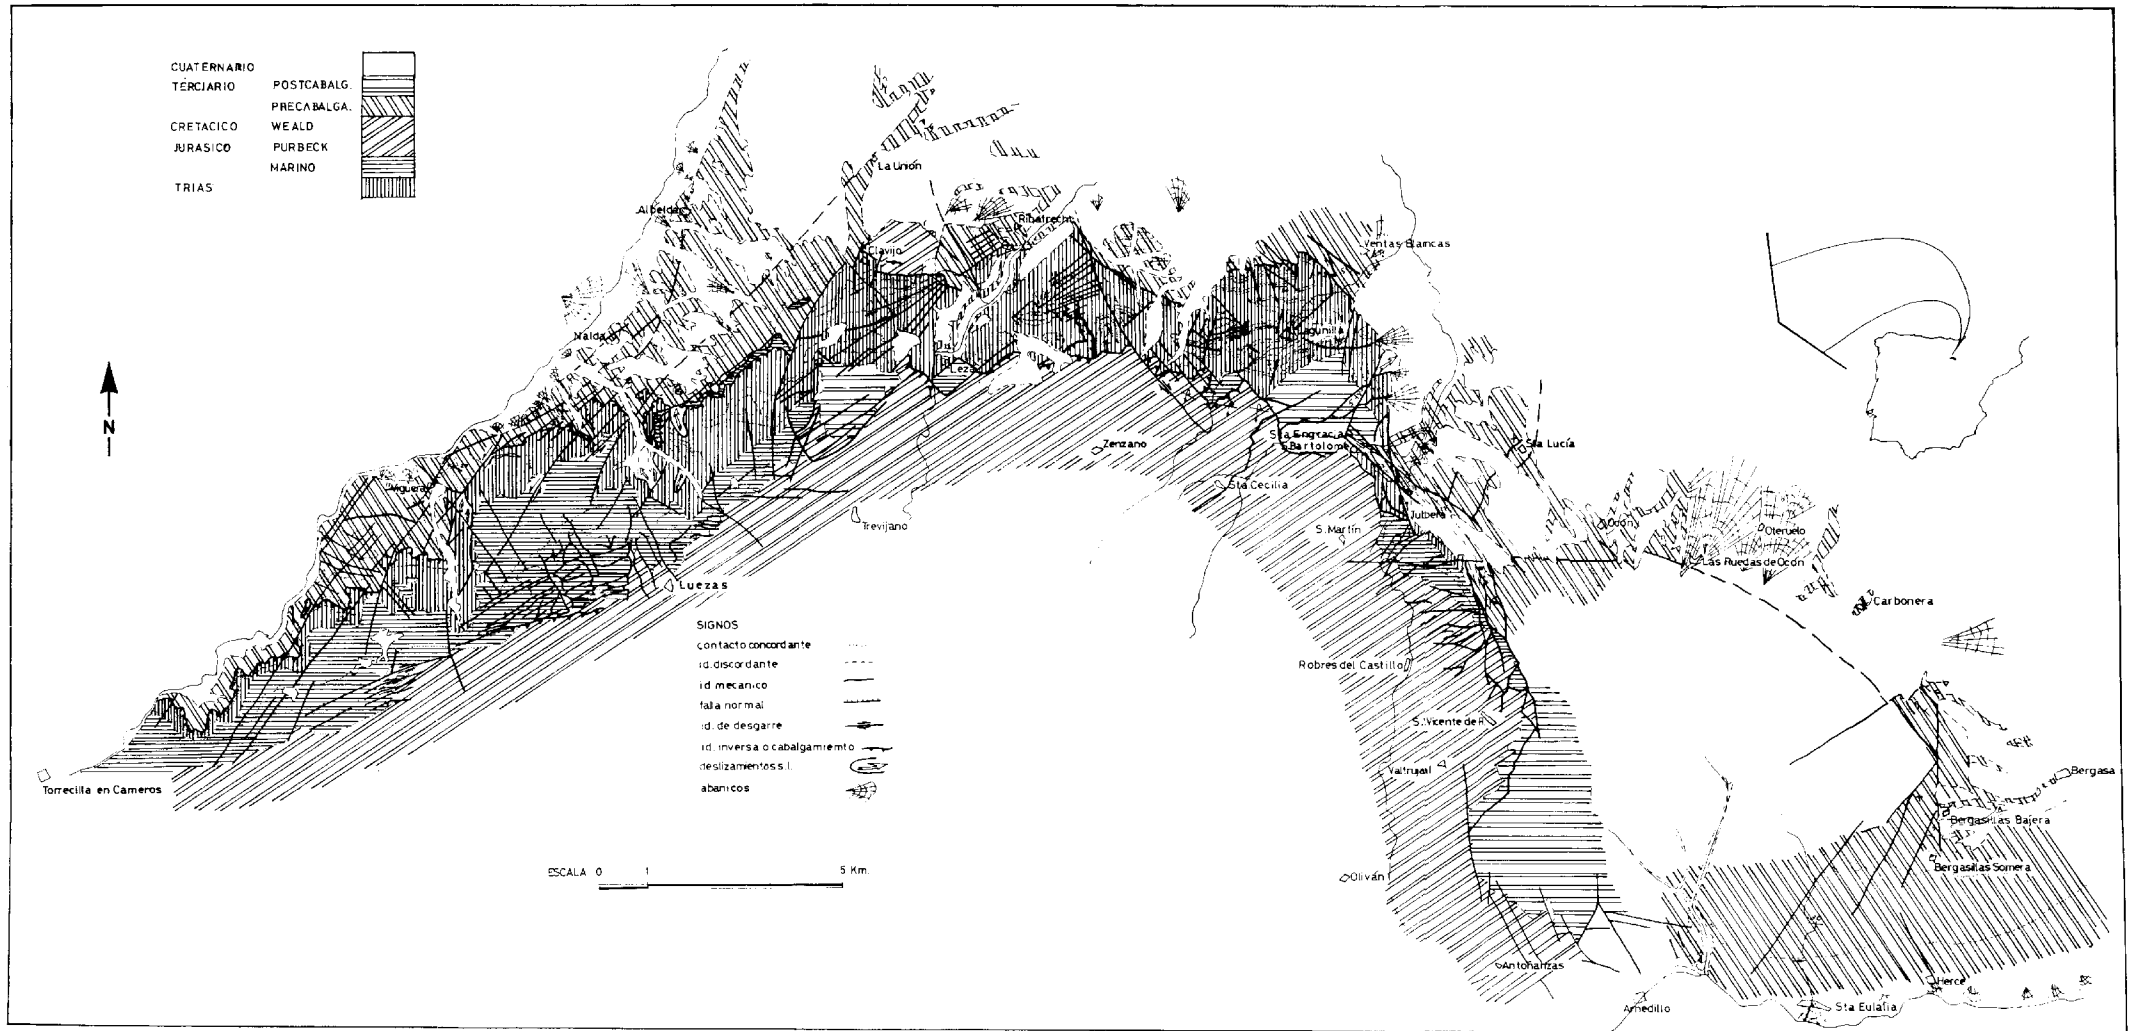 CUATERNARIO
TERCIARIO POSTCABALG.
PRECABALGA.
CRETACICO WEALD
JURASICO PURBECK
MARINO
TRIAS
N
La Unión
Albelda
Ribafrecha
Clavijo
Ventas Blancas
Nalda
Lagunilla
Leza
Zenzano
Sta Engracia
S.Bartolome
Sta Lucía
Viguera
Sta Cecilia
Trevijano
S. Martín
Jubera
Ocón
Oteruelo
Las Ruedas de Ocón
Luezas
Carbonera
SIGNOS
contacto concordante
id. discordante
id mecanico
falla normal
id. de desgarre
id. inversa o cabalgamiemto
deslizamientos s.l.
abanicos
Robres del Castillo
S. Vicente de R
Valtrujal
Bergasa
Torrecilla en Cameros
Bergasillas Bajera
Bergasillas Somera
ESCALA 0 1 5 Km.
Oliván
Antoñanzas
Herce
Arnedillo
Sta Eulalia